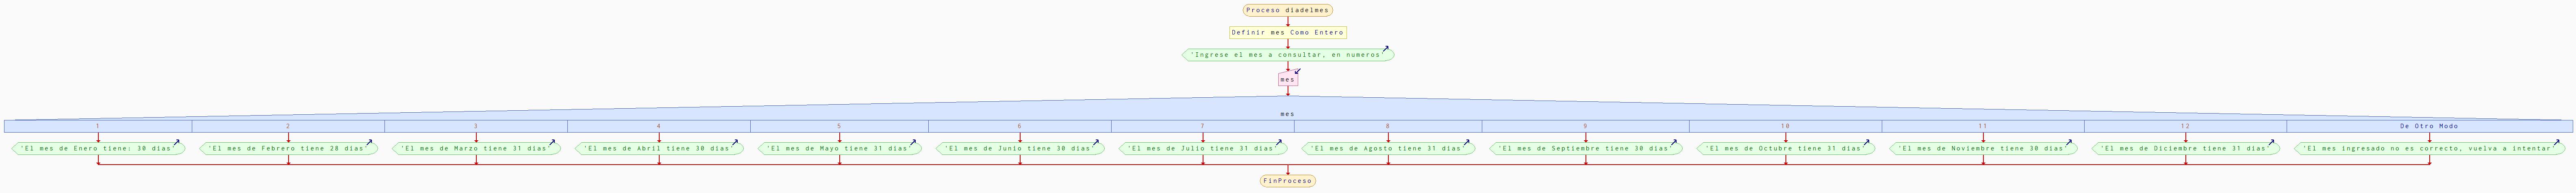 Proceso diadelmes
Definir mes Como Entero
'Ingrese el mes a consultar, en numeros'
mes
mes
1 2 3 4 5 6 7 8 9 10 11 12 De Otro Modo
'El mes de Enero tiene: 30 dias' 'El mes de Febrero tiene 28 dias' 'El mes de Marzo tiene 31 dias' 'El mes de Abril tiene 30 dias' 'El mes de Mayo tiene 31 dias' 'El mes de Junio tiene 30 dias' 'El mes de Julio tiene 31 dias' 'El mes de Agosto tiene 31 dias' 'El mes de Septiembre tiene 30 dias' 'El mes de Octubre tiene 31 dias' 'El mes de Noviembre tiene 30 dias' 'El mes de Diciembre tiene 31 dias' 'El mes ingresado no es correcto, vuelva a intentar'
FinProceso